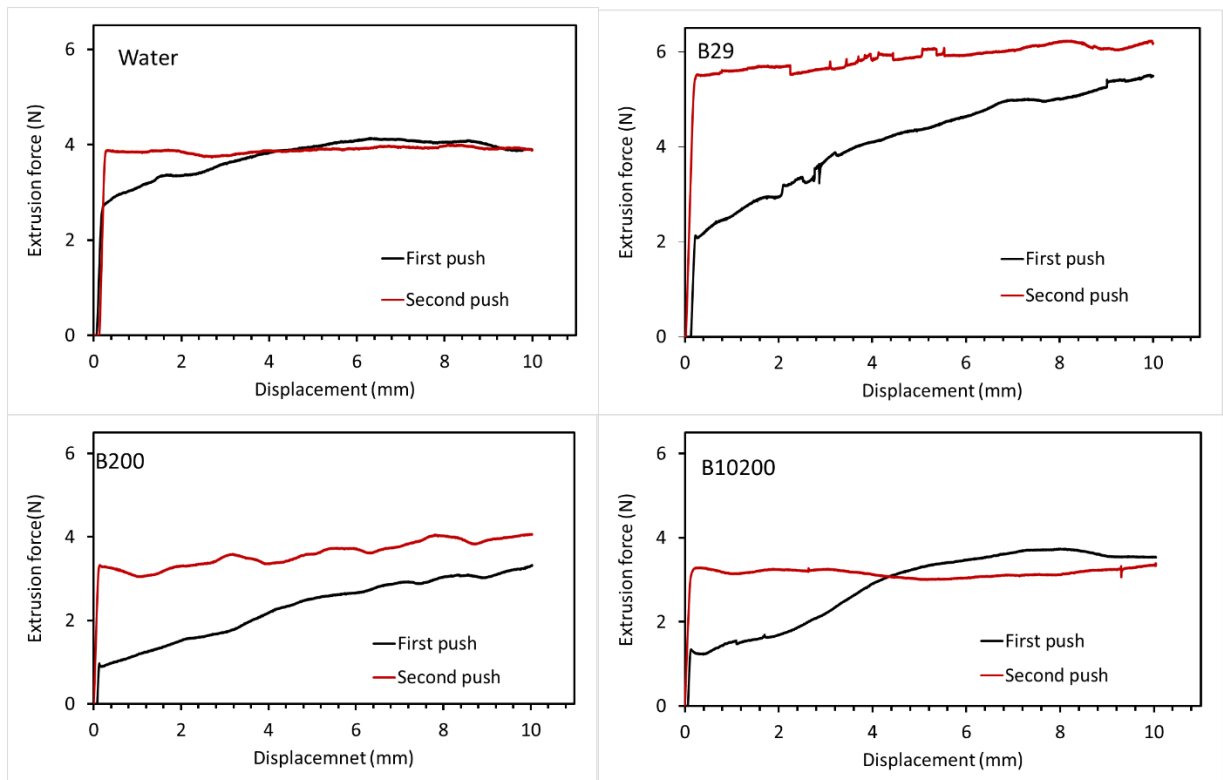 Water
Extrusion force (N)
6
4
2
0
First push
Second push
0 2 4 6 8 10
Displacement (mm)
B29
Extrusion force (N)
6
4
2
0
First push
Second push
0 2 4 6 8 10
Displacement (mm)
B200
Extrusion force(N)
6
4
2
0
First push
Second push
0 2 4 6 8 10
Displacemnet (mm)
B10200
Extrusion force (N)
6
4
2
0
First push
Second push
0 2 4 6 8 10
Displacement (mm)